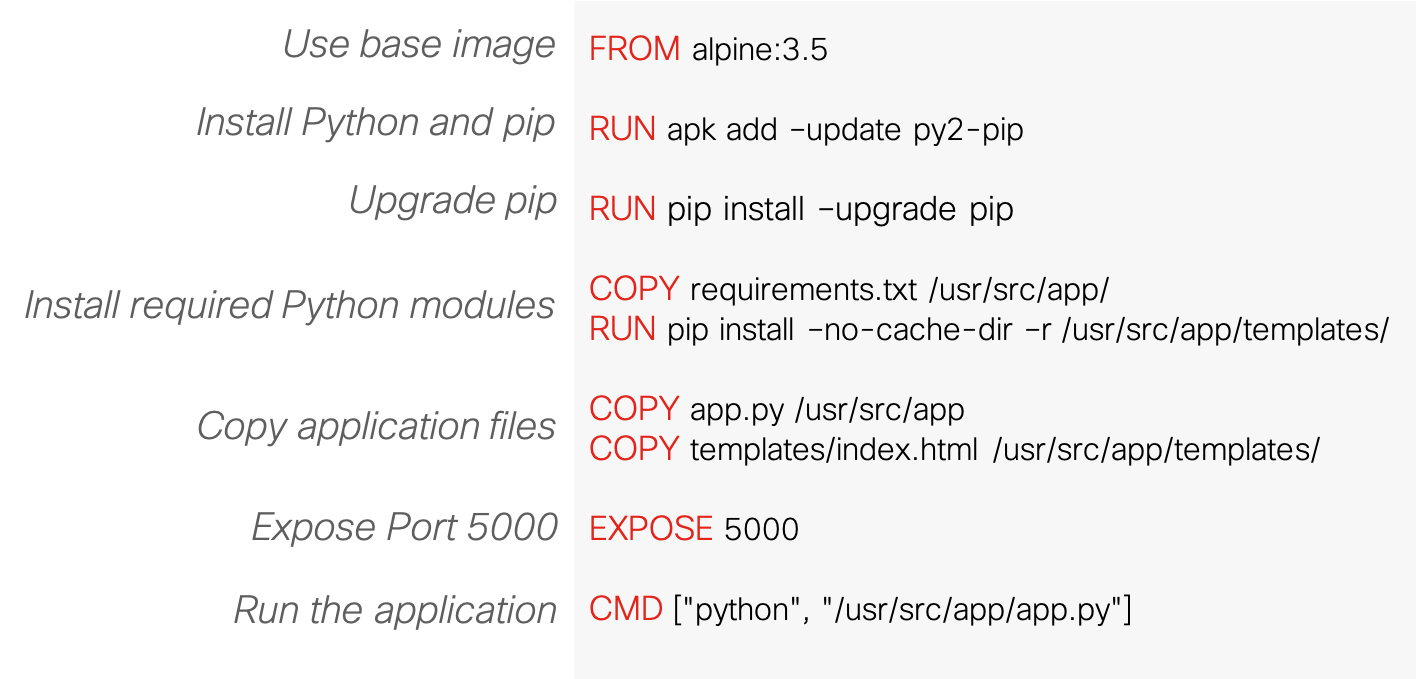 Use base image FROM alpine:3.5
Install Python and pip RUN apk add –update py2-pip
Upgrade pip RUN pip install –upgrade pip
Install required Python modules
COPY requirements.txt /usr/src/app/
RUN pip install –no-cache-dir –r /usr/src/app/templates/
Copy application files
COPY app.py /usr/src/app
COPY templates/index.html /usr/src/app/templates/
Expose Port 5000 EXPOSE 5000
Run the application CMD ["python", "/usr/src/app/app.py"]